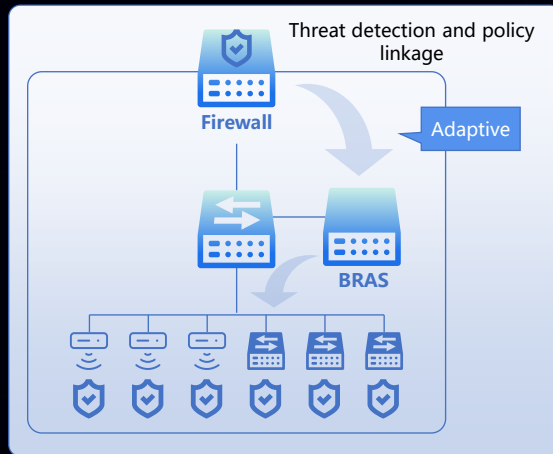 Threat detection and policy
linkage
Firewall
Adaptive
BRAS